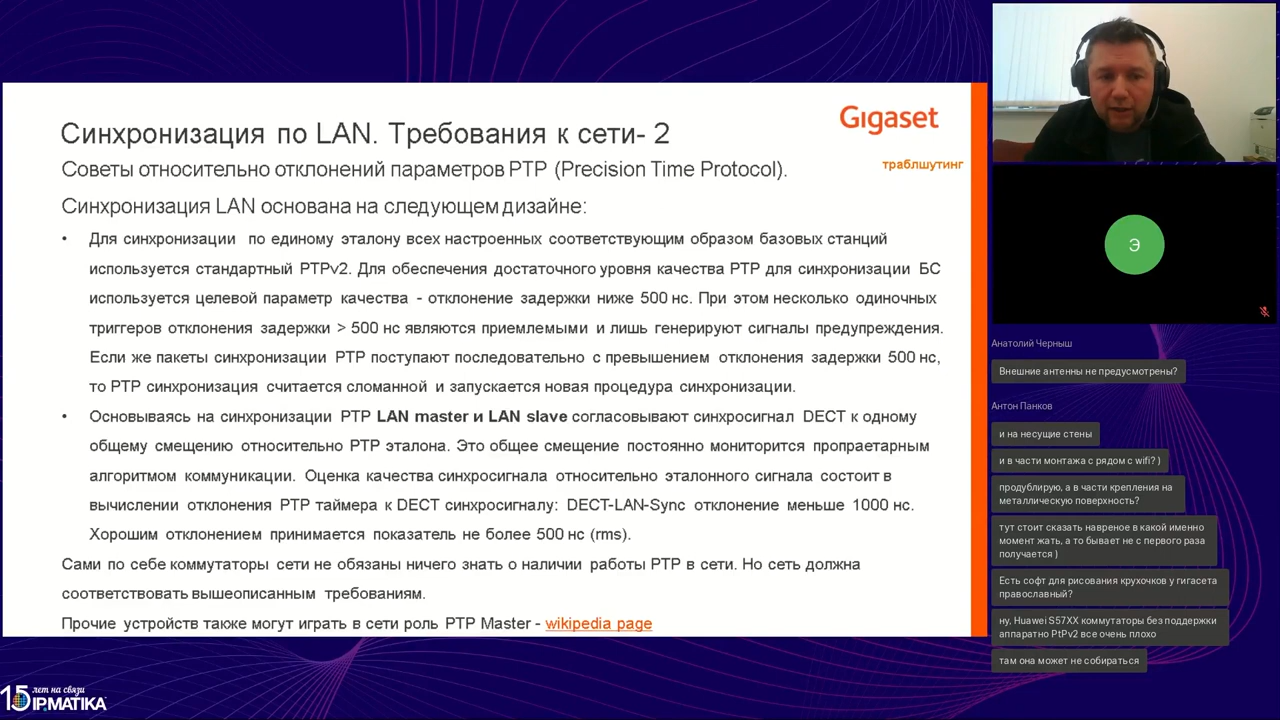 Синхронизация по LAN. Требования к сети- 2
Gigaset
траблшутинг
Советы относительно отклонений параметров PTP (Precision Time Protocol).
Синхронизация LAN основана на следующем дизайне:
• Для синхронизации по единому эталону всех настроенных соответствующим образом базовых станций
используется стандартный PTPv2. Для обеспечения достаточного уровня качества PTP для синхронизации БС
используется целевой параметр качества - отклонение задержки ниже 500 нс. При этом несколько одиночных
триггеров отклонения задержки > 500 нс являются приемлемыми и лишь генерируют сигналы предупреждения.
Если же пакеты синхронизации PTP поступают последовательно с превышением отклонения задержки 500 нс,
то PTP синхронизация считается сломанной и запускается новая процедура синхронизации.
• Основываясь на синхронизации PTP LAN master и LAN slave согласовывают синхросигнал DECT к одному
общему смещению относительно PTP эталона. Это общее смещение постоянно мониторится пропраетарным
алгоритмом коммуникации. Оценка качества синхросигнала относительно эталонного сигнала состоит в
вычислении отклонения PTP таймера к DECT синхросигналу: DECT-LAN-Sync отклонение меньше 1000 нс.
Хорошим отклонением принимается показатель не более 500 нс (rms).
Сами по себе коммутаторы сети не обязаны ничего знать о наличии работы PTP в сети. Но сеть должна
соответствовать вышеописанным требованиям.
Прочие устройств также могут играть в сети роль PTP Master - wikipedia page
15 лет на связи
IPMATIKA
Э
Анатолий Черныш
Внешние антенны не предусмотрены?
Антон Панков
и на несущие стены
и в части монтажа с рядом с wifi? )
продублирую, а в части крепления на
металлическую поверхность?
тут стоит сказать навреное в какой именно
момент жать, а то бывает не с первого раза
получается )
Есть софт для рисования крухочков у гигасета
православный?
ну, Huawei S57XX коммутаторы без поддержки
аппаратно PtPv2 все очень плохо
там она может не собираться